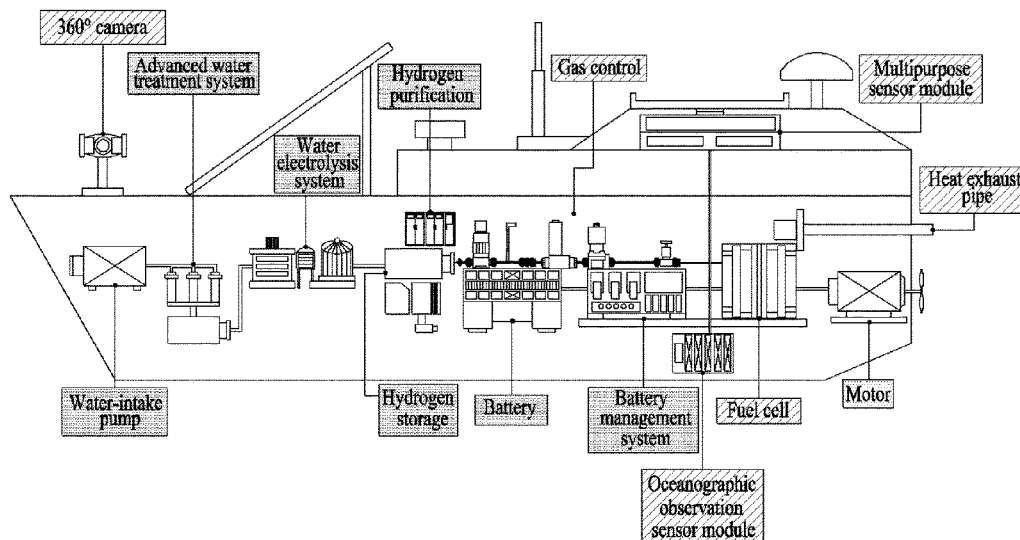 360° camera
Advanced water
treatment system
Hydrogen
purification
Gas control
Multipurpose
sensor module
Water
electrolysis
system
Heat exhaust
pipe
Water-intake
pump
Hydrogen
storage
Battery
Battery
management
system
Fuel cell
Motor
Oceanographic
observation
sensor module